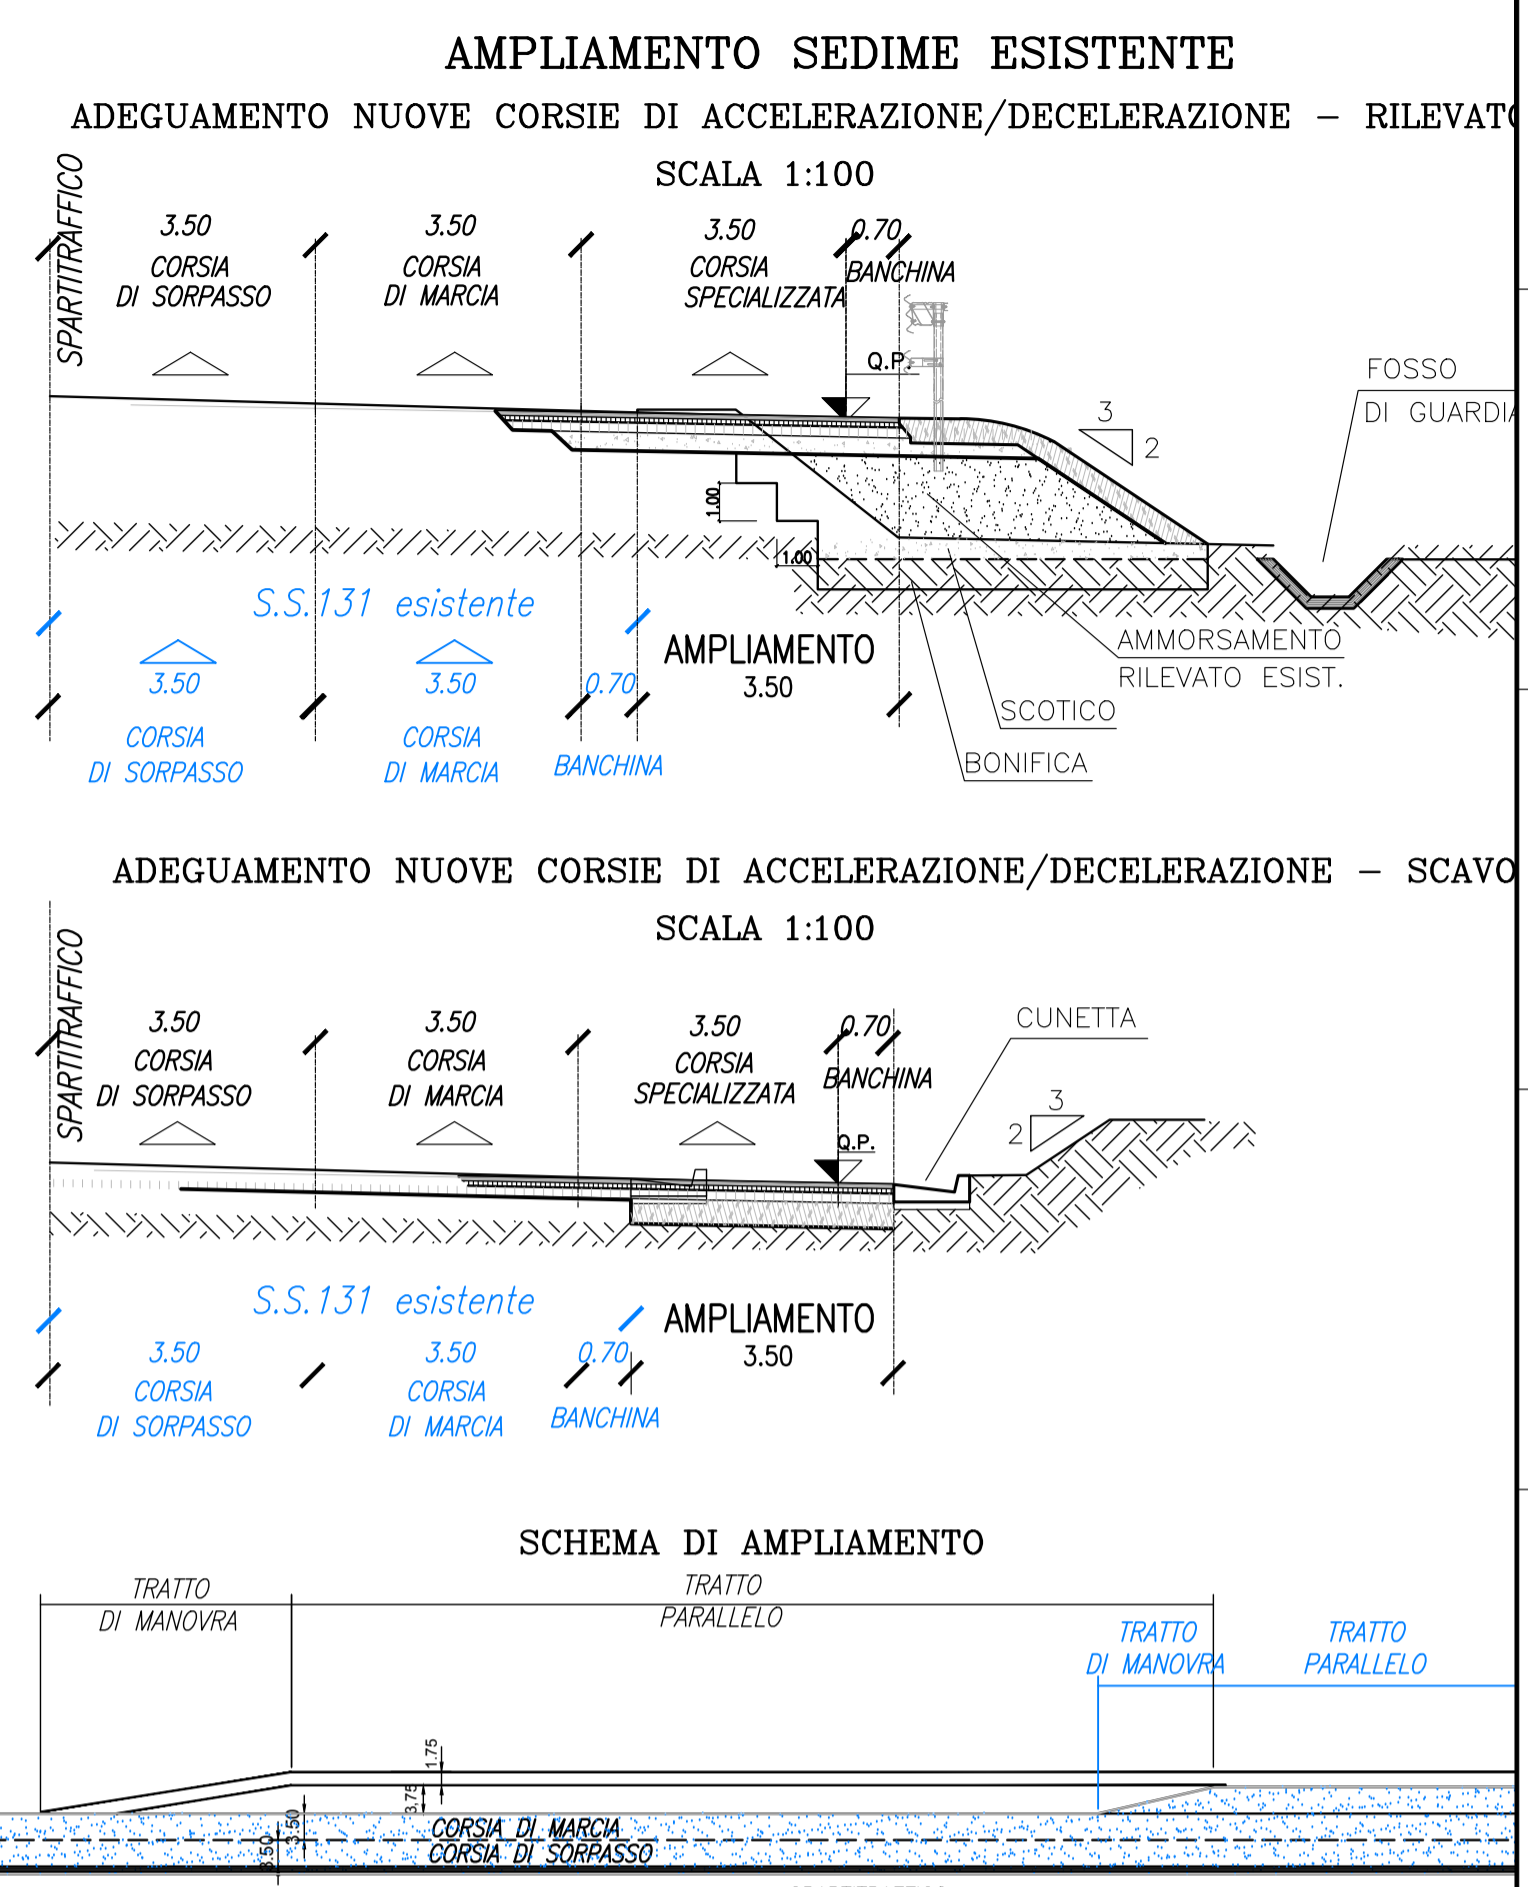 AMPLIAMENTO SEDIME ESISTENTE
ADEGUAMENTO NUOVE CORSIE DI ACCELERAZIONE/DECELERAZIONE – RILEVATO
SCALA 1:100
SPARTITRAFFICO
3.50
3.50
3.50
0.70
CORSIA
DI SORPASSO
CORSIA
DI MARCIA
CORSIA
SPECIALIZZATA
BANCHINA
Q.P.
3
2
FOSSO
DI GUARDIA
1.00
1.00
S.S.131 esistente
AMPLIAMENTO
3.50
3.50
3.50
0.70
CORSIA
DI SORPASSO
CORSIA
DI MARCIA
BANCHINA
AMMORSAMENTO
RILEVATO ESIST.
SCOTICO
BONIFICA
ADEGUAMENTO NUOVE CORSIE DI ACCELERAZIONE/DECELERAZIONE – SCAVO
SCALA 1:100
SPARTITRAFFICO
3.50
3.50
3.50
0.70
CORSIA
DI SORPASSO
CORSIA
DI MARCIA
CORSIA
SPECIALIZZATA
BANCHINA
CUNETTA
Q.P.
3
2
S.S.131 esistente
AMPLIAMENTO
3.50
3.50
3.50
0.70
CORSIA
DI SORPASSO
CORSIA
DI MARCIA
BANCHINA
SCHEMA DI AMPLIAMENTO
TRATTO
DI MANOVRA
TRATTO
PARALLELO
TRATTO
DI MANOVRA
TRATTO
PARALLELO
1.75
3,75
3.50
3.50
CORSIA DI MARCIA
CORSIA DI SORPASSO